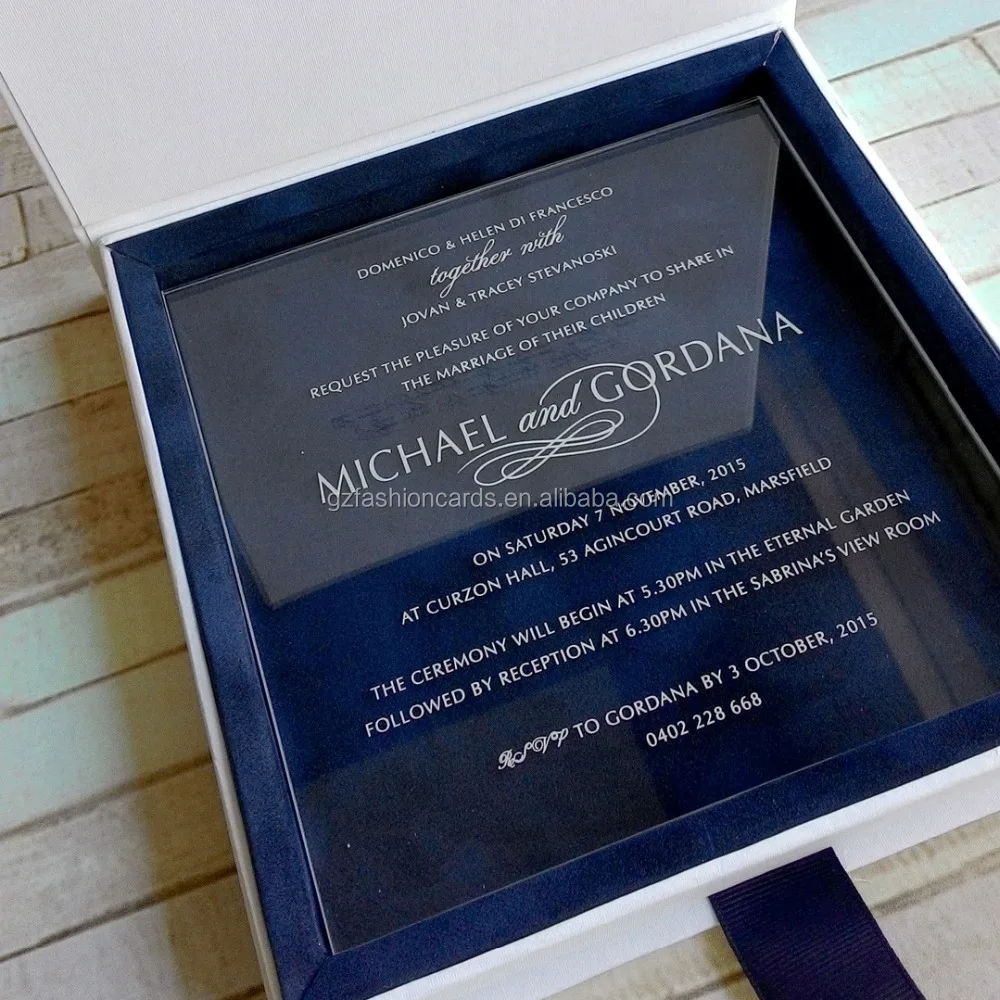 DOMENICO & HELEN DI FRANCESCO
together with
JOVAN & TRACEY STEVANOSKI
REQUEST THE PLEASURE OF YOUR COMPANY TO SHARE IN
THE MARRIAGE OF THEIR CHILDREN
MICHAEL and GORDANA
gzfashioncards.en.alibaba.com
ON SATURDAY 7 NOVEMBER, 2015
AT CURZON HALL, 53 AGINCOURT ROAD, MARSFIELD
THE CEREMONY WILL BEGIN AT 5.30PM IN THE ETERNAL GARDEN
FOLLOWED BY RECEPTION AT 6.30PM IN THE SABRINA'S VIEW ROOM
RSVP TO GORDANA BY 3 OCTOBER, 2015
0402 228 668